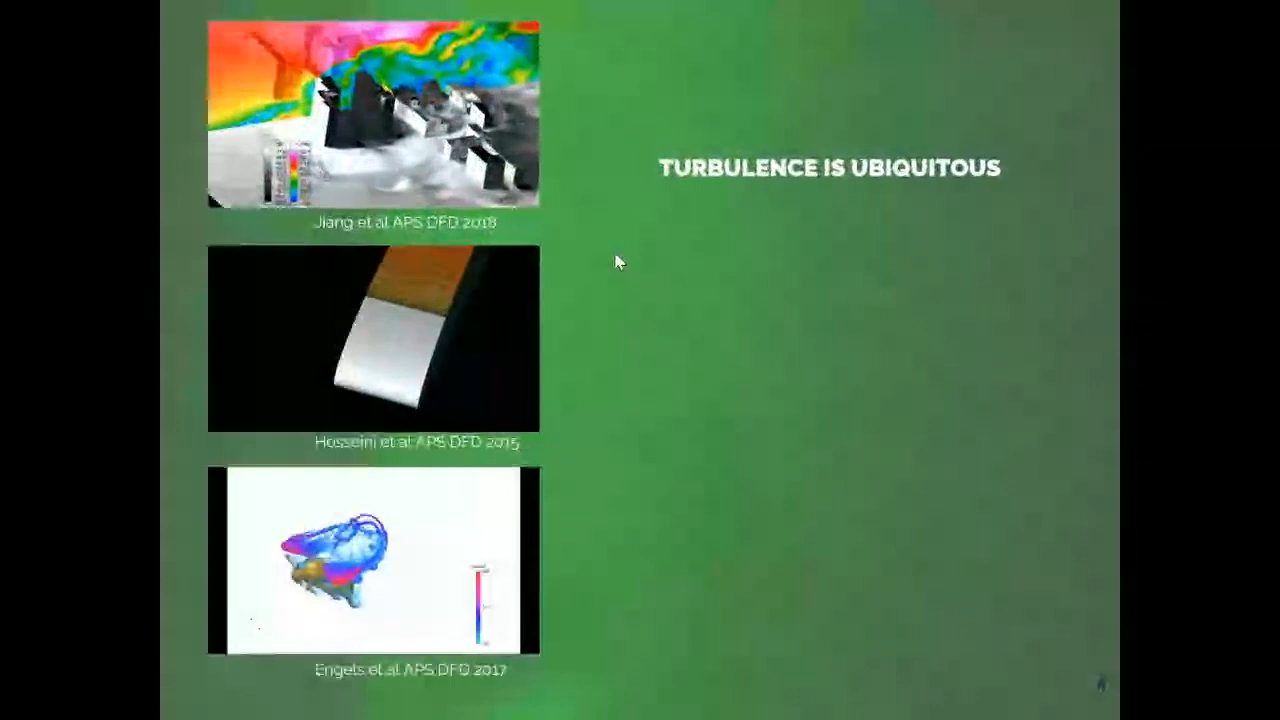 TURBULENCE IS UBIQUITOUS
Jiang et al APS DFD 2018
Hosseini et al APS DFD 2015
Engels et al APS DFD 2017